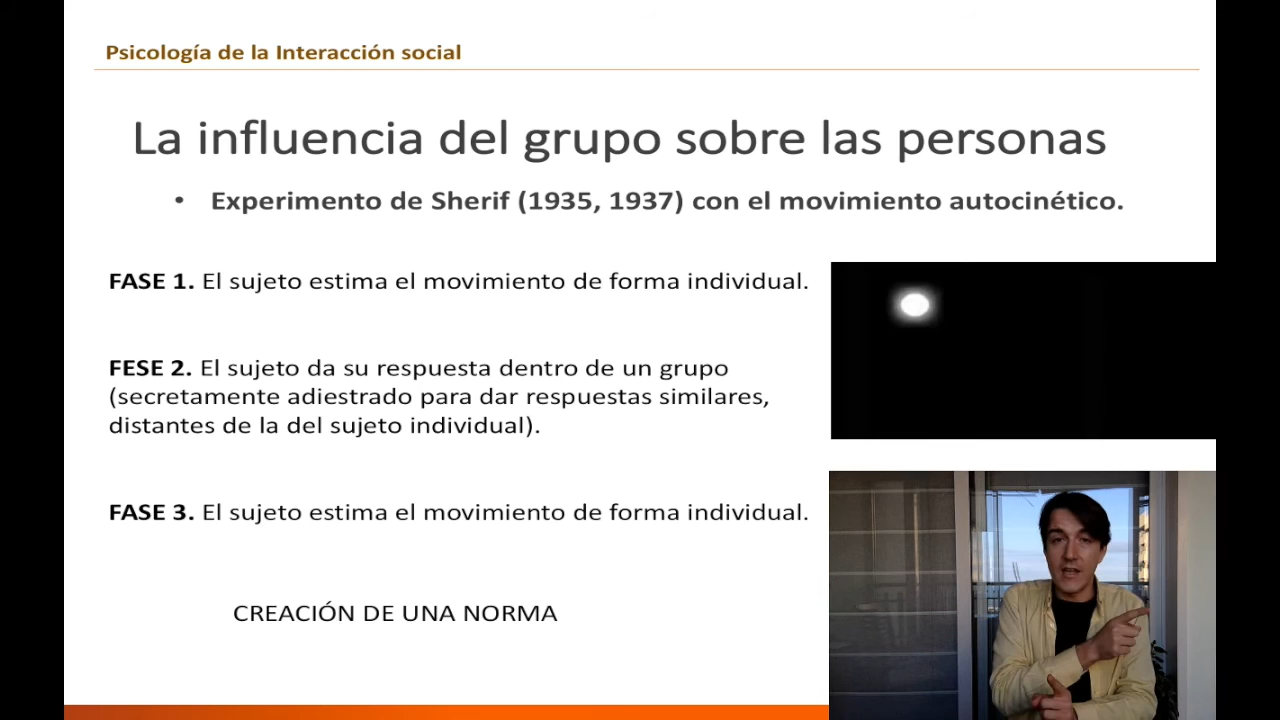 Psicología de la Interacción social
La influencia del grupo sobre las personas
• Experimento de Sherif (1935, 1937) con el movimiento autocinético.
FASE 1. El sujeto estima el movimiento de forma individual.
FESE 2. El sujeto da su respuesta dentro de un grupo
(secretamente adiestrado para dar respuestas similares,
distantes de la del sujeto individual).
FASE 3. El sujeto estima el movimiento de forma individual.
CREACIÓN DE UNA NORMA